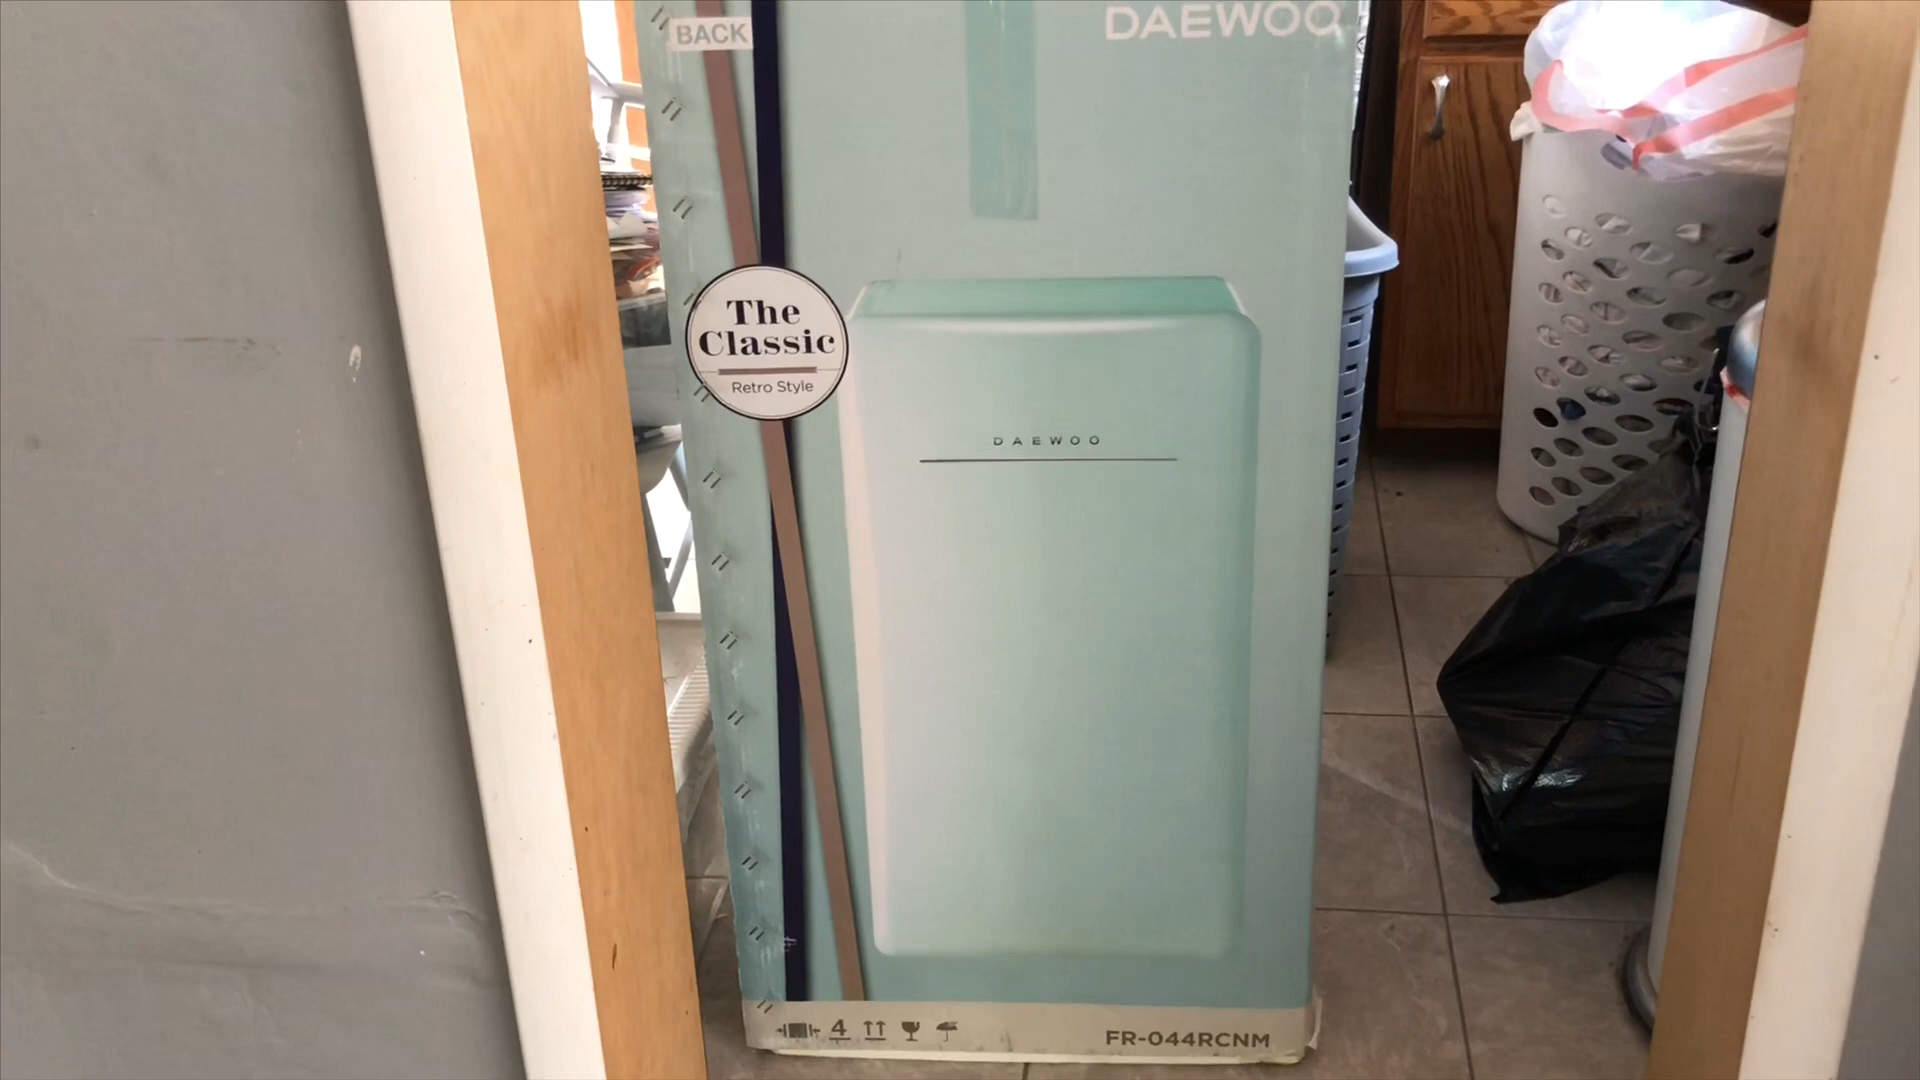 BACK
DAEWOO
The
Classic
Retro Style
DAEWOO
4
FR-044RCNM